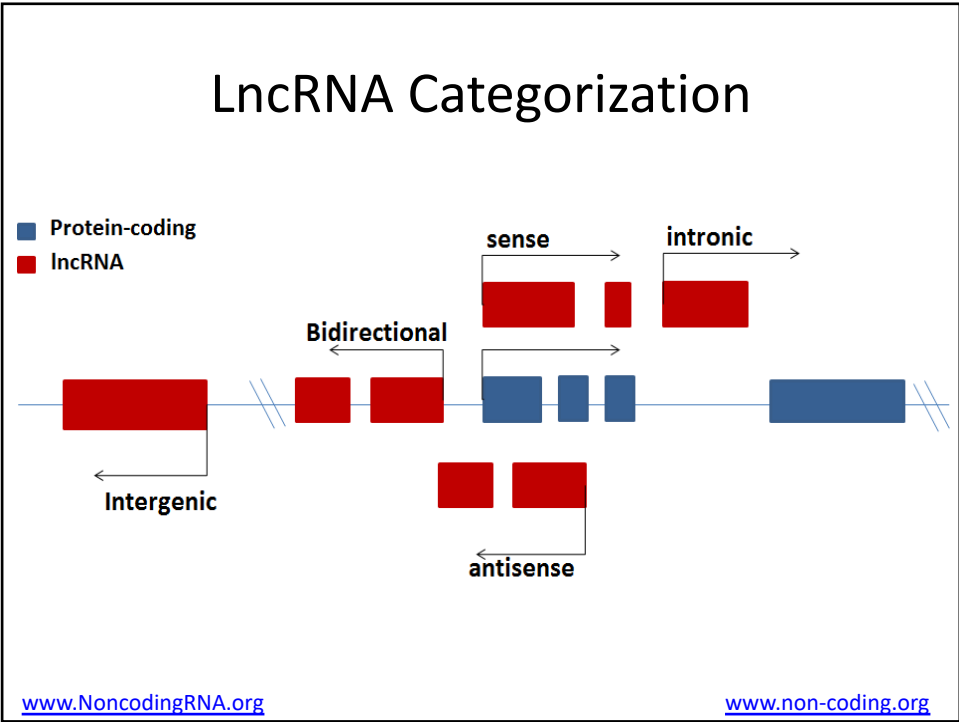 LncRNA Categorization
Protein-coding
lncRNA
sense
intronic
Bidirectional
Intergenic
antisense
www.NoncodingRNA.org
www.non-coding.org